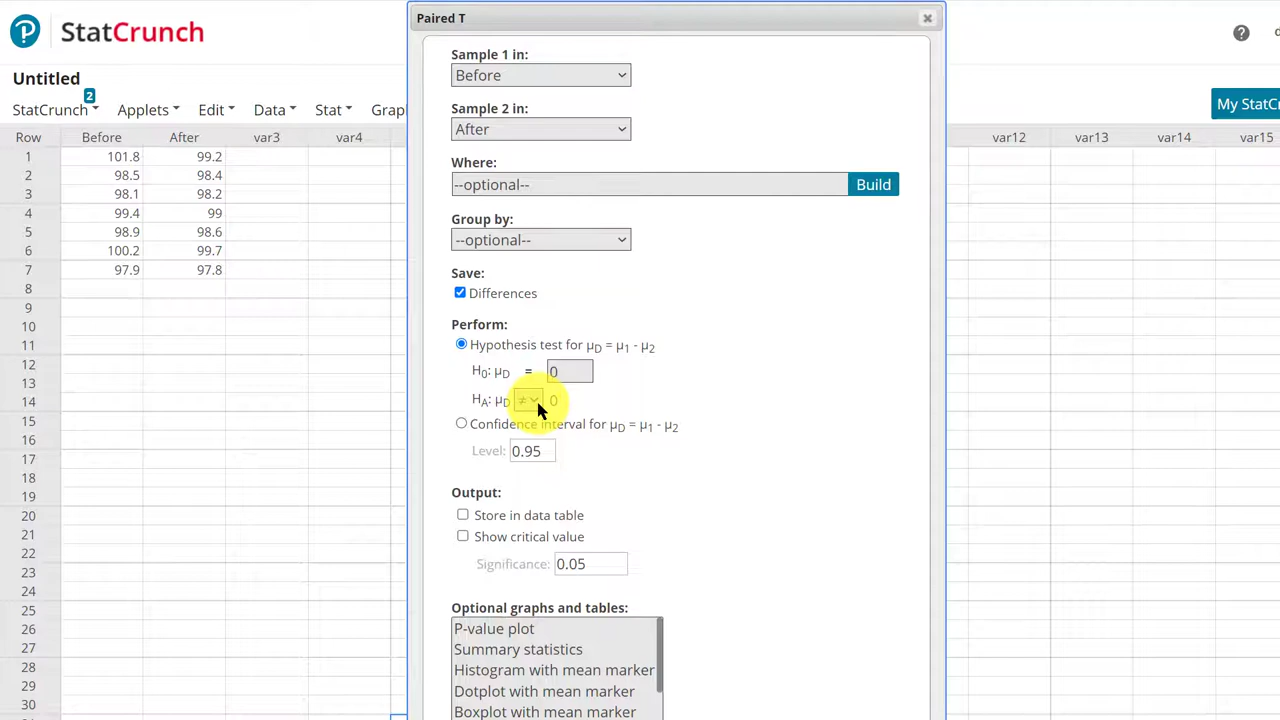 P StatCrunch
Untitled
StatCrunch 2 Applets Edit Data Stat Grap
My StatC
Row Before After var3 var4 var12 var13 var14 var15
1 101.8 99.2
2 98.5 98.4
3 98.1 98.2
4 99.4 99
5 98.9 98.6
6 100.2 99.7
7 97.9 97.8
8
9
10
11
12
13
14
15
16
17
18
19
20
21
22
23
24
25
26
27
28
29
30
Paired T
Sample 1 in:
Before
Sample 2 in:
After
Where:
--optional-- Build
Group by:
--optional--
Save:
Differences
Perform:
Hypothesis test for μD = μ1 - μ2
H0: μD = 0
HA: μD ≠ 0
Confidence interval for μD = μ1 - μ2
Level: 0.95
Output:
Store in data table
Show critical value
Significance: 0.05
Optional graphs and tables:
P-value plot
Summary statistics
Histogram with mean marker
Dotplot with mean marker
Boxplot with mean marker
?